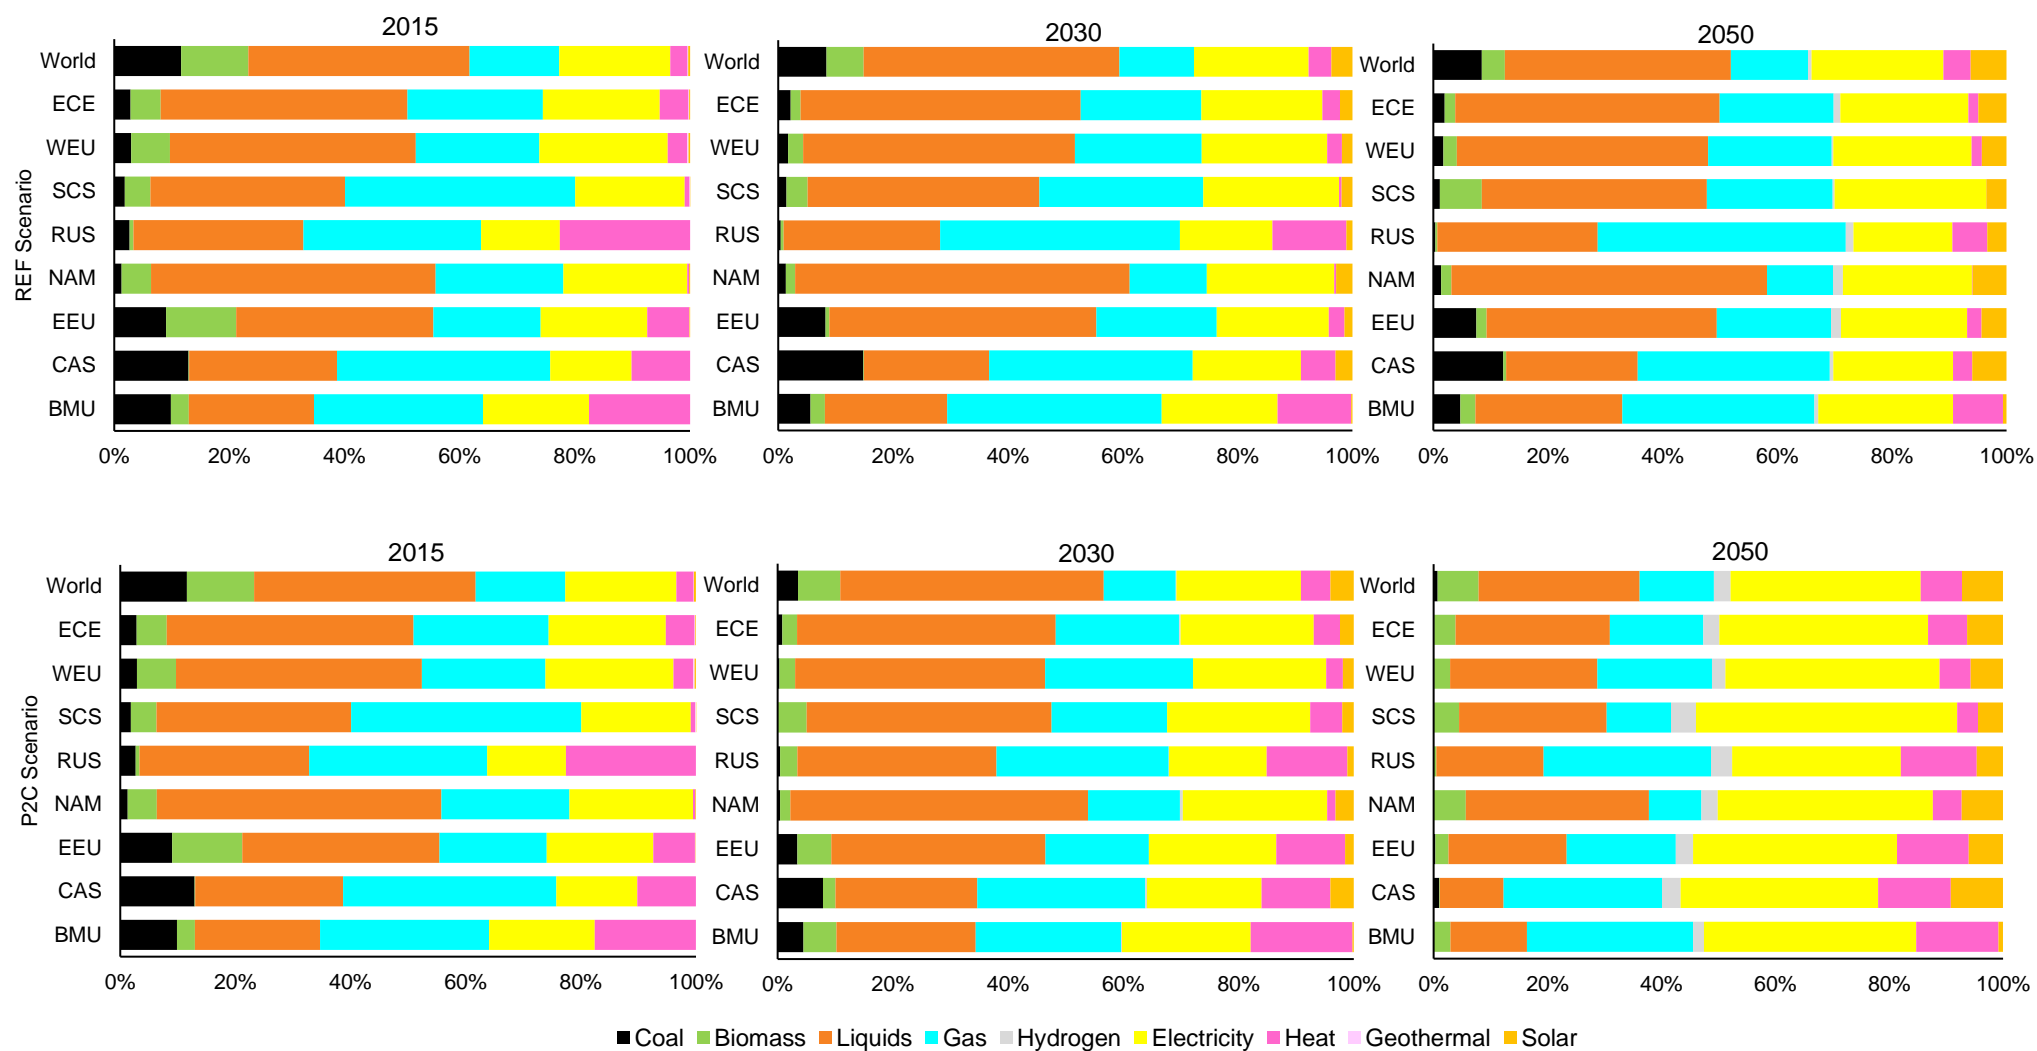 2015
2030
2050
REF Scenario
World
ECE
WEU
SCS
RUS
NAM
EEU
CAS
BMU
0% 20% 40% 60% 80% 100%
World
ECE
WEU
SCS
RUS
NAM
EEU
CAS
BMU
0% 20% 40% 60% 80% 100%
World
ECE
WEU
SCS
RUS
NAM
EEU
CAS
BMU
0% 20% 40% 60% 80% 100%
2015
2030
2050
P2C Scenario
World
ECE
WEU
SCS
RUS
NAM
EEU
CAS
BMU
0% 20% 40% 60% 80% 100%
World
ECE
WEU
SCS
RUS
NAM
EEU
CAS
BMU
0% 20% 40% 60% 80% 100%
World
ECE
WEU
SCS
RUS
NAM
EEU
CAS
BMU
0% 20% 40% 60% 80% 100%
Coal Biomass Liquids Gas Hydrogen Electricity Heat Geothermal Solar